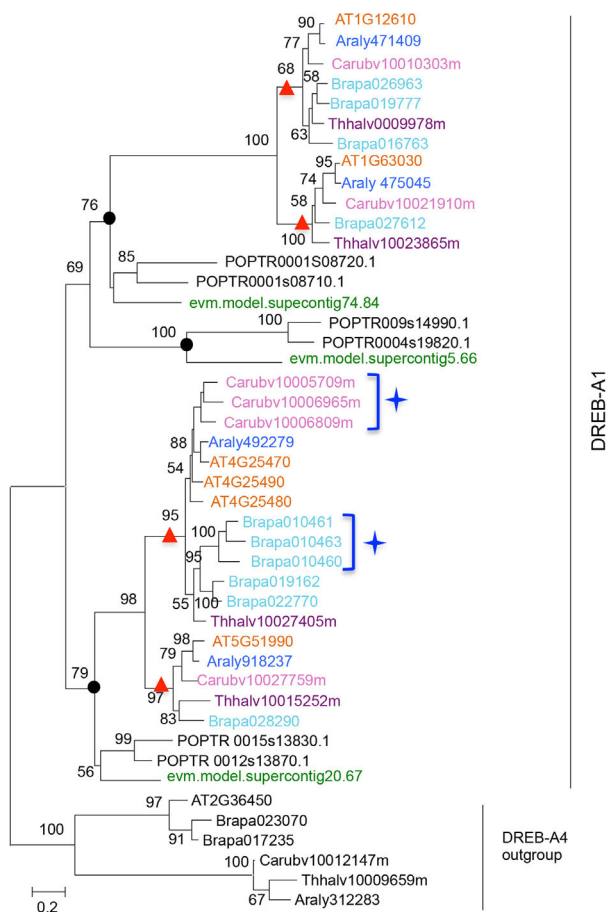 90
AT1G12610
77
Araly471409
68
Carubv10010303m
58
Brapa026963
Brapa019777
Thhalv0009978m
63
Brapa016763
100
95
AT1G63030
74
Araly 475045
58
Carubv10021910m
Brapa027612
100
Thhalv10023865m
76
85
POPTR0001S08720.1
POPTR0001s08710.1
69
evm.model.supecontig74.84
100
100
POPTR009s14990.1
POPTR0004s19820.1
evm.model.supercontig5.66
DREB-A1
Carubv10005709m
Carubv10006965m
Carubv10006809m
88
Araly492279
54
AT4G25470
AT4G25490
AT4G25480
95
100
Brapa010461
Brapa010463
95
Brapa010460
Brapa019162
55
100
Brapa022770
Thhalv10027405m
98
98
AT5G51990
79
Araly918237
Carubv10027759m
97
Thhalv10015252m
83
Brapa028290
79
99
POPTR 0015s13830.1
POPTR 0012s13870.1
56
evm.model.supercontig20.67
97
AT2G36450
Brapa023070
100
91
Brapa017235
DREB-A4
outgroup
100
Carubv10012147m
Thhalv10009659m
67
Araly312283
0.2